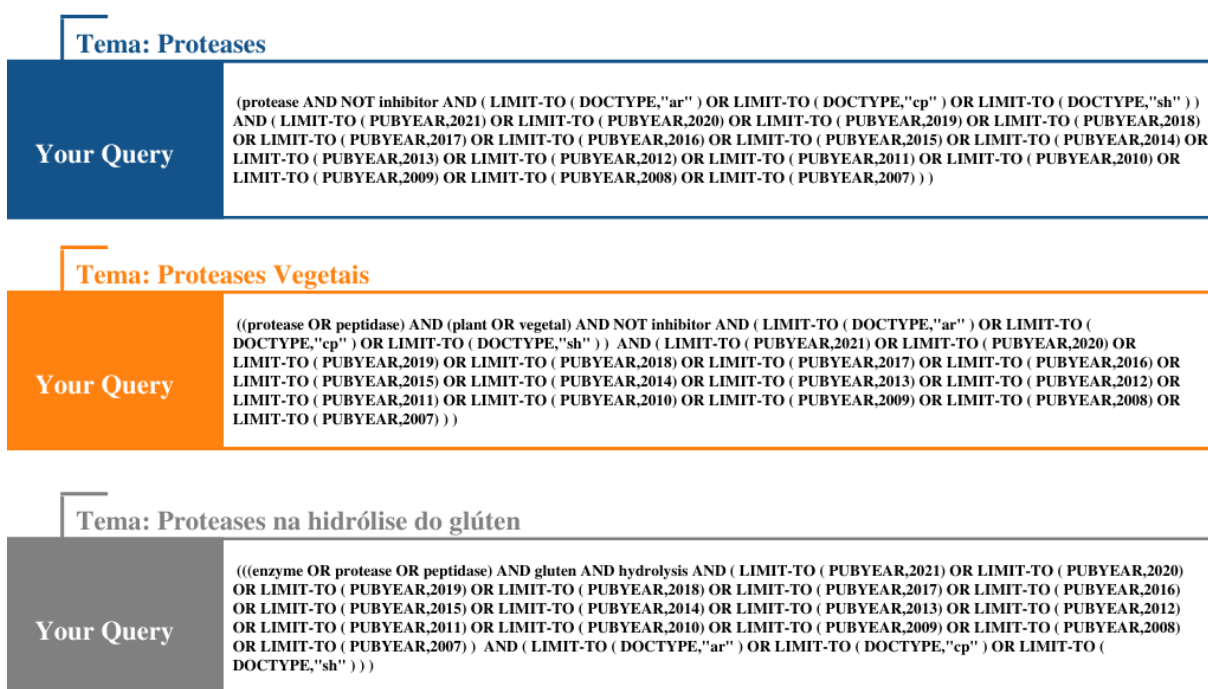 Tema: Proteases
Your Query
(protease AND NOT inhibitor AND ( LIMIT-TO ( DOCTYPE,"ar" ) OR LIMIT-TO ( DOCTYPE,"cp" ) OR LIMIT-TO ( DOCTYPE,"sh" ) )
AND ( LIMIT-TO ( PUBYEAR,2021) OR LIMIT-TO ( PUBYEAR,2020) OR LIMIT-TO ( PUBYEAR,2019) OR LIMIT-TO ( PUBYEAR,2018)
OR LIMIT-TO ( PUBYEAR,2017) OR LIMIT-TO ( PUBYEAR,2016) OR LIMIT-TO ( PUBYEAR,2015) OR LIMIT-TO ( PUBYEAR,2014) OR
LIMIT-TO ( PUBYEAR,2013) OR LIMIT-TO ( PUBYEAR,2012) OR LIMIT-TO ( PUBYEAR,2011) OR LIMIT-TO ( PUBYEAR,2010) OR
LIMIT-TO ( PUBYEAR,2009) OR LIMIT-TO ( PUBYEAR,2008) OR LIMIT-TO ( PUBYEAR,2007) ) )
Tema: Proteases Vegetais
Your Query
((protease OR peptidase) AND (plant OR vegetal) AND NOT inhibitor AND ( LIMIT-TO ( DOCTYPE,"ar" ) OR LIMIT-TO (
DOCTYPE,"cp" ) OR LIMIT-TO ( DOCTYPE,"sh" ) ) AND ( LIMIT-TO ( PUBYEAR,2021) OR LIMIT-TO ( PUBYEAR,2020) OR
LIMIT-TO ( PUBYEAR,2019) OR LIMIT-TO ( PUBYEAR,2018) OR LIMIT-TO ( PUBYEAR,2017) OR LIMIT-TO ( PUBYEAR,2016) OR
LIMIT-TO ( PUBYEAR,2015) OR LIMIT-TO ( PUBYEAR,2014) OR LIMIT-TO ( PUBYEAR,2013) OR LIMIT-TO ( PUBYEAR,2012) OR
LIMIT-TO ( PUBYEAR,2011) OR LIMIT-TO ( PUBYEAR,2010) OR LIMIT-TO ( PUBYEAR,2009) OR LIMIT-TO ( PUBYEAR,2008) OR
LIMIT-TO ( PUBYEAR,2007) ) )
Tema: Proteases na hidrólise do glúten
Your Query
(((enzyme OR protease OR peptidase) AND gluten AND hydrolysis AND ( LIMIT-TO ( PUBYEAR,2021) OR LIMIT-TO ( PUBYEAR,2020)
OR LIMIT-TO ( PUBYEAR,2019) OR LIMIT-TO ( PUBYEAR,2018) OR LIMIT-TO ( PUBYEAR,2017) OR LIMIT-TO ( PUBYEAR,2016)
OR LIMIT-TO ( PUBYEAR,2015) OR LIMIT-TO ( PUBYEAR,2014) OR LIMIT-TO ( PUBYEAR,2013) OR LIMIT-TO ( PUBYEAR,2012)
OR LIMIT-TO ( PUBYEAR,2011) OR LIMIT-TO ( PUBYEAR,2010) OR LIMIT-TO ( PUBYEAR,2009) OR LIMIT-TO ( PUBYEAR,2008)
OR LIMIT-TO ( PUBYEAR,2007) ) AND ( LIMIT-TO ( DOCTYPE,"ar" ) OR LIMIT-TO ( DOCTYPE,"cp" ) OR LIMIT-TO (
DOCTYPE,"sh" ) ) )